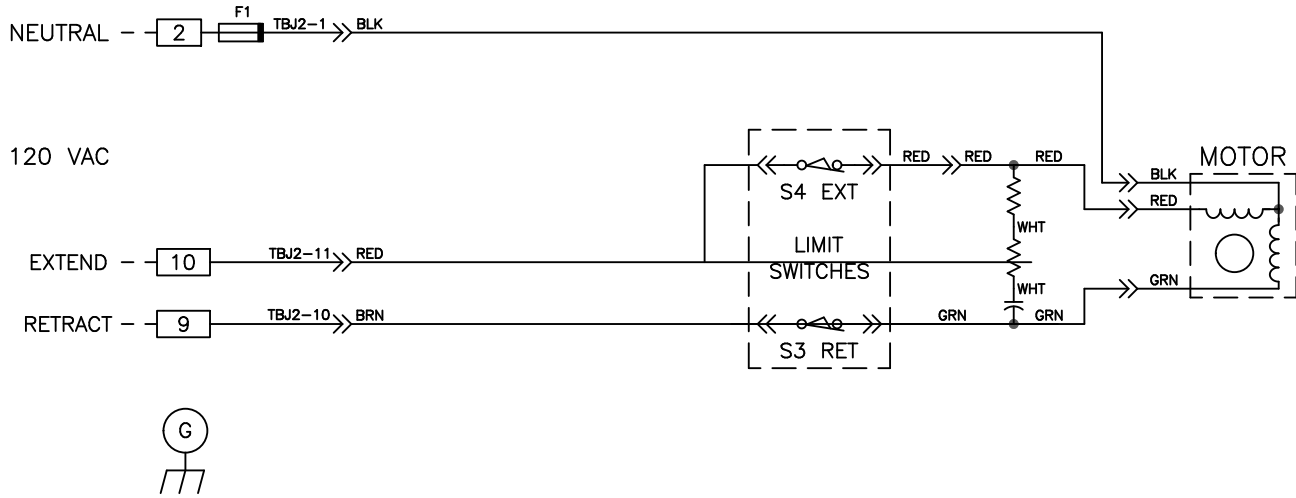 F1
NEUTRAL 2 TBJ2-1 BLK
120 VAC
RED RED RED
MOTOR
BLK
S4 EXT
RED
WHT
LIMIT
EXTEND 10 TBJ2-11 RED
SWITCHES
WHT
GRN
RETRACT 9 TBJ2-10 BRN
GRN GRN
S3 RET
G